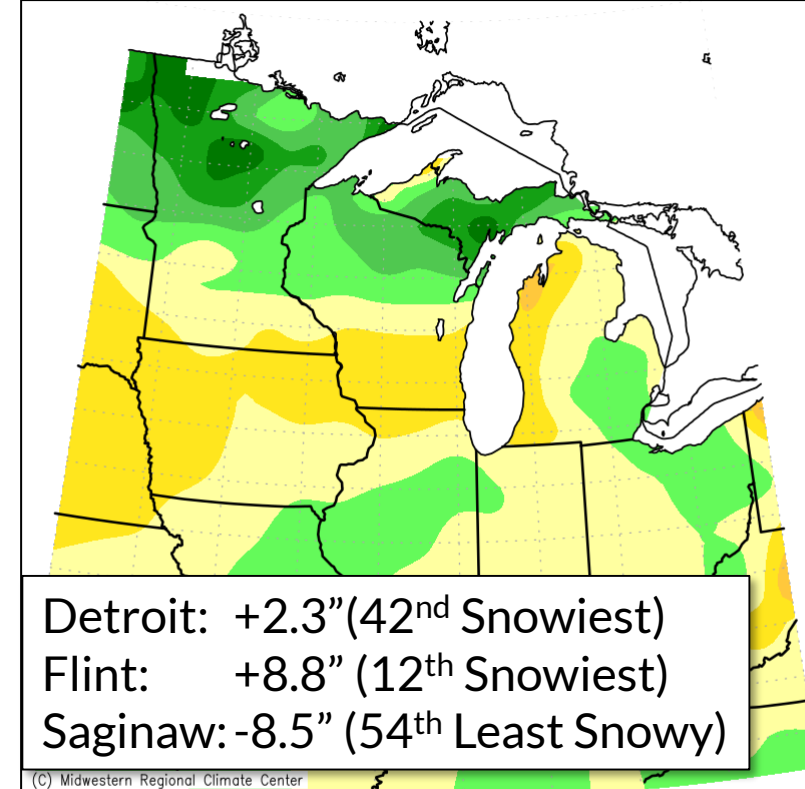 Detroit: +2.3”(42nd Snowiest)
Flint: +8.8” (12th Snowiest)
Saginaw: -8.5” (54th Least Snowy)
(C) Midwestern Regional Climate Center